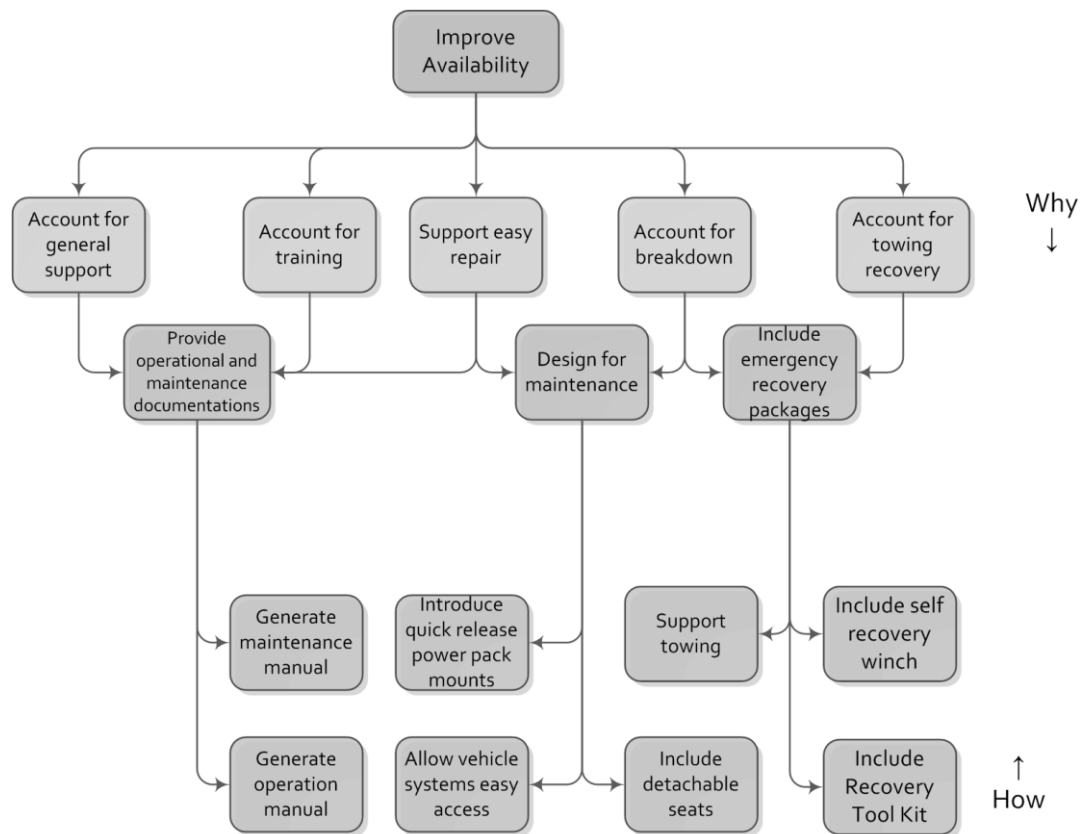 Improve
Availability
Account for
general
support
Account for
training
Support easy
repair
Account for
breakdown
Account for
towing
recovery
Why
↓
Provide
operational and
maintenance
documentations
Design for
maintenance
Include
emergency
recovery
packages
Generate
maintenance
manual
Introduce
quick release
power pack
mounts
Support
towing
Include self
recovery
winch
Generate
operation
manual
Allow vehicle
systems easy
access
Include
detachable
seats
Include
Recovery
Tool Kit
↑
How